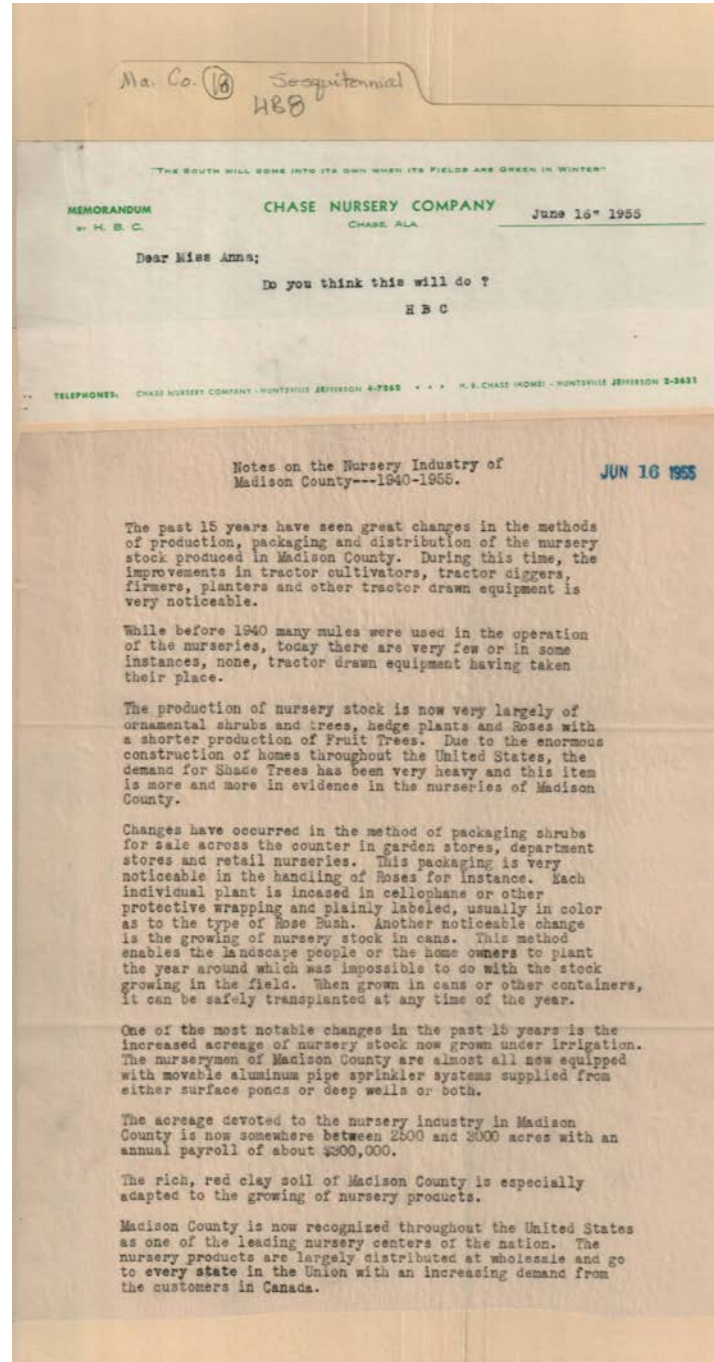 Ma. Co. 18 Sesquitennial
HB8
"THE SOUTH WILL COME INTO ITS OWN WHEN ITS FIELDS ARE GREEN IN WINTER"
MEMORANDUM
BY H. B. C.
CHASE NURSERY COMPANY
CHASE, ALA.
June 16" 1955
Dear Miss Anna;
Do you think this will do ?
H B C
TELEPHONES: CHASE NURSERY COMPANY - HUNTSVILLE JEFFERSON 4-7262 • • • H. B. CHASE (HOME) - HUNTSVILLE JEFFERSON 2-3631
Notes on the Nursery Industry of
Madison County---1940-1955.
JUN 16 1955
The past 15 years have seen great changes in the methods
of production, packaging and distribution of the nursery
stock produced in Madison County. During this time, the
improvements in tractor cultivators, tractor diggers,
firmers, planters and other tractor drawn equipment is
very noticeable.
While before 1940 many mules were used in the operation
of the nurseries, today there are very few or in some
instances, none, tractor drawn equipment having taken
their place.
The production of nursery stock is now very largely of
ornamental shrubs and trees, hedge plants and Roses with
a shorter production of Fruit Trees. Due to the enormous
construction of homes throughout the United States, the
demand for Shade Trees has been very heavy and this item
is more and more in evidence in the nurseries of Madison
County.
Changes have occurred in the method of packaging shrubs
for sale across the counter in garden stores, department
stores and retail nurseries. This packaging is very
noticeable in the handling of Roses for instance. Each
individual plant is incased in cellophane or other
protective wrapping and plainly labeled, usually in color
as to the type of Rose Bush. Another noticeable change
is the growing of nursery stock in cans. This method
enables the landscape people or the home owners to plant
the year around which was impossible to do with the stock
growing in the field. When grown in cans or other containers,
it can be safely transplanted at any time of the year.
One of the most notable changes in the past 15 years is the
increased acreage of nursery stock now grown under irrigation.
The nurserymen of Madison County are almost all now equipped
with movable aluminum pipe sprinkler systems supplied from
either surface ponds or deep wells or both.
The acreage devoted to the nursery industry in Madison
County is now somewhere between 2500 and 3000 acres with an
annual payroll of about $300,000.
The rich, red clay soil of Madison County is especially
adapted to the growing of nursery products.
Madison County is now recognized throughout the United States
as one of the leading nursery centers of the nation. The
nursery products are largely distributed at wholesale and go
to every state in the Union with an increasing demand from
the customers in Canada.